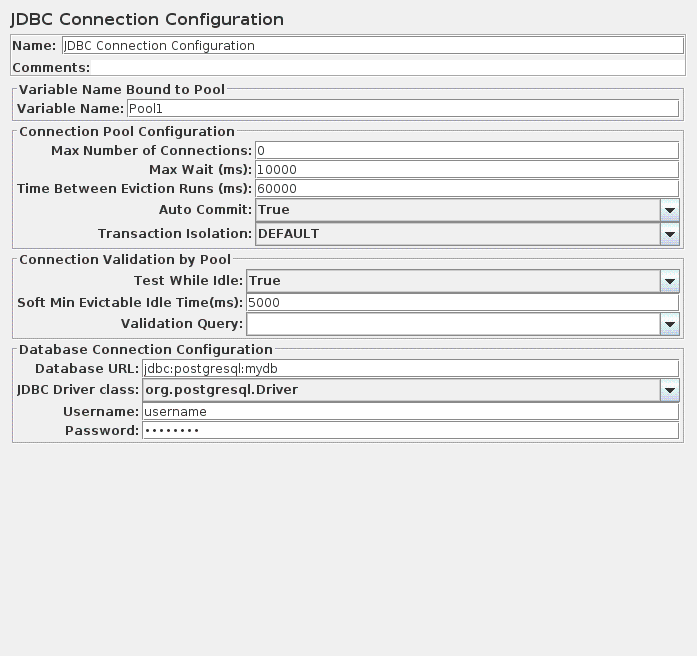 JDBC Connection Configuration
Name: JDBC Connection Configuration
Comments:
Variable Name Bound to Pool
Variable Name: Pool1
Connection Pool Configuration
Max Number of Connections: 0
Max Wait (ms): 10000
Time Between Eviction Runs (ms): 60000
Auto Commit: True
Transaction Isolation: DEFAULT
Connection Validation by Pool
Test While Idle: True
Soft Min Evictable Idle Time(ms): 5000
Validation Query:
Database Connection Configuration
Database URL: jdbc:postgresql:mydb
JDBC Driver class: org.postgresql.Driver
Username: username
Password: ••••••••